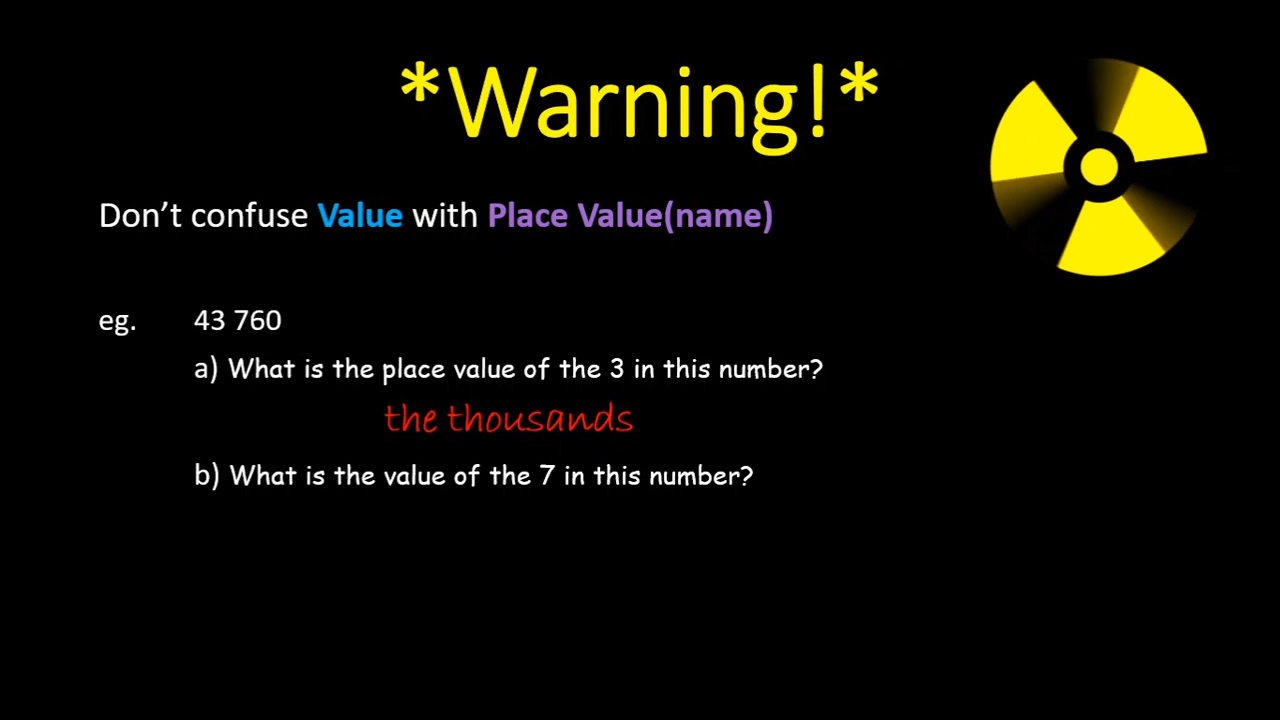 *Warning!*
Don’t confuse Value with Place Value(name)
eg. 43 760
a) What is the place value of the 3 in this number?
the thousands
b) What is the value of the 7 in this number?